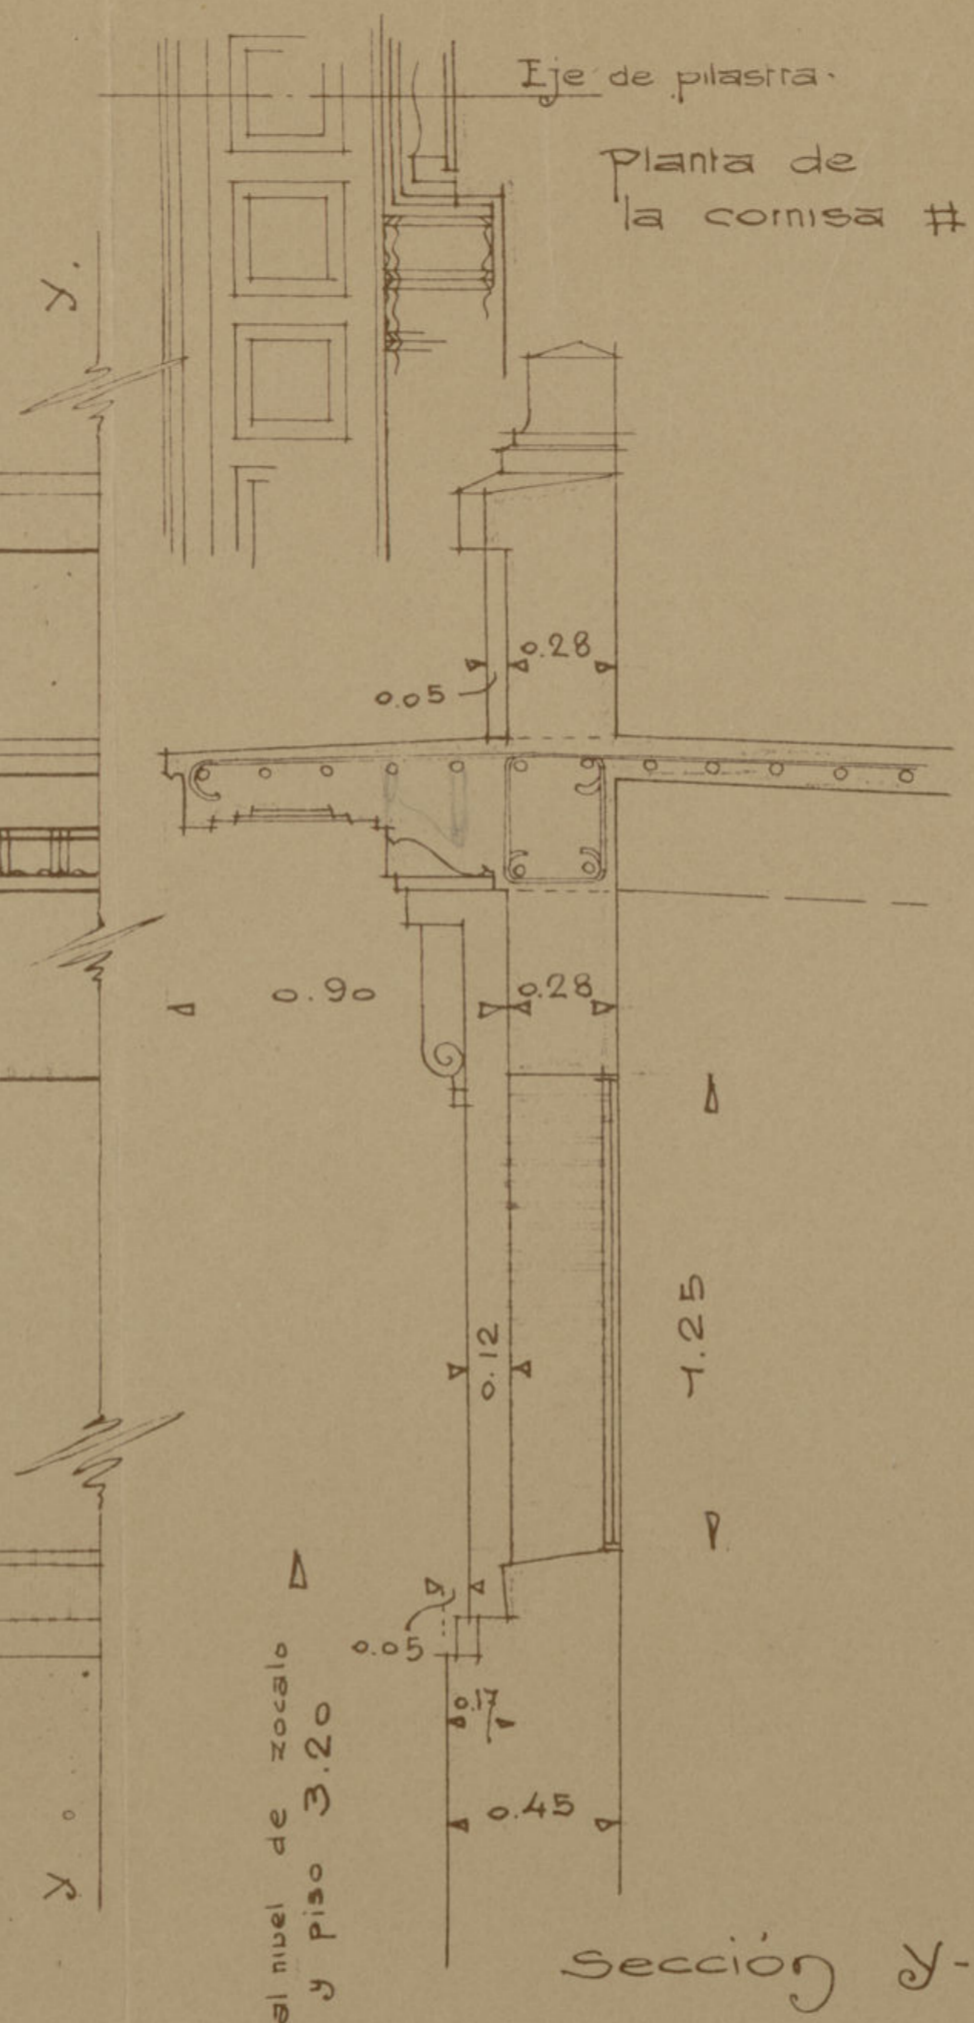 Eje de pilastra.
Planta de
la cornisa #
y.
0.28
0.05
0.90
0.28
1.25
0.12
0.05
0.17
0.45
al nivel de zocalo
y piso 3.20
y
Sección y-